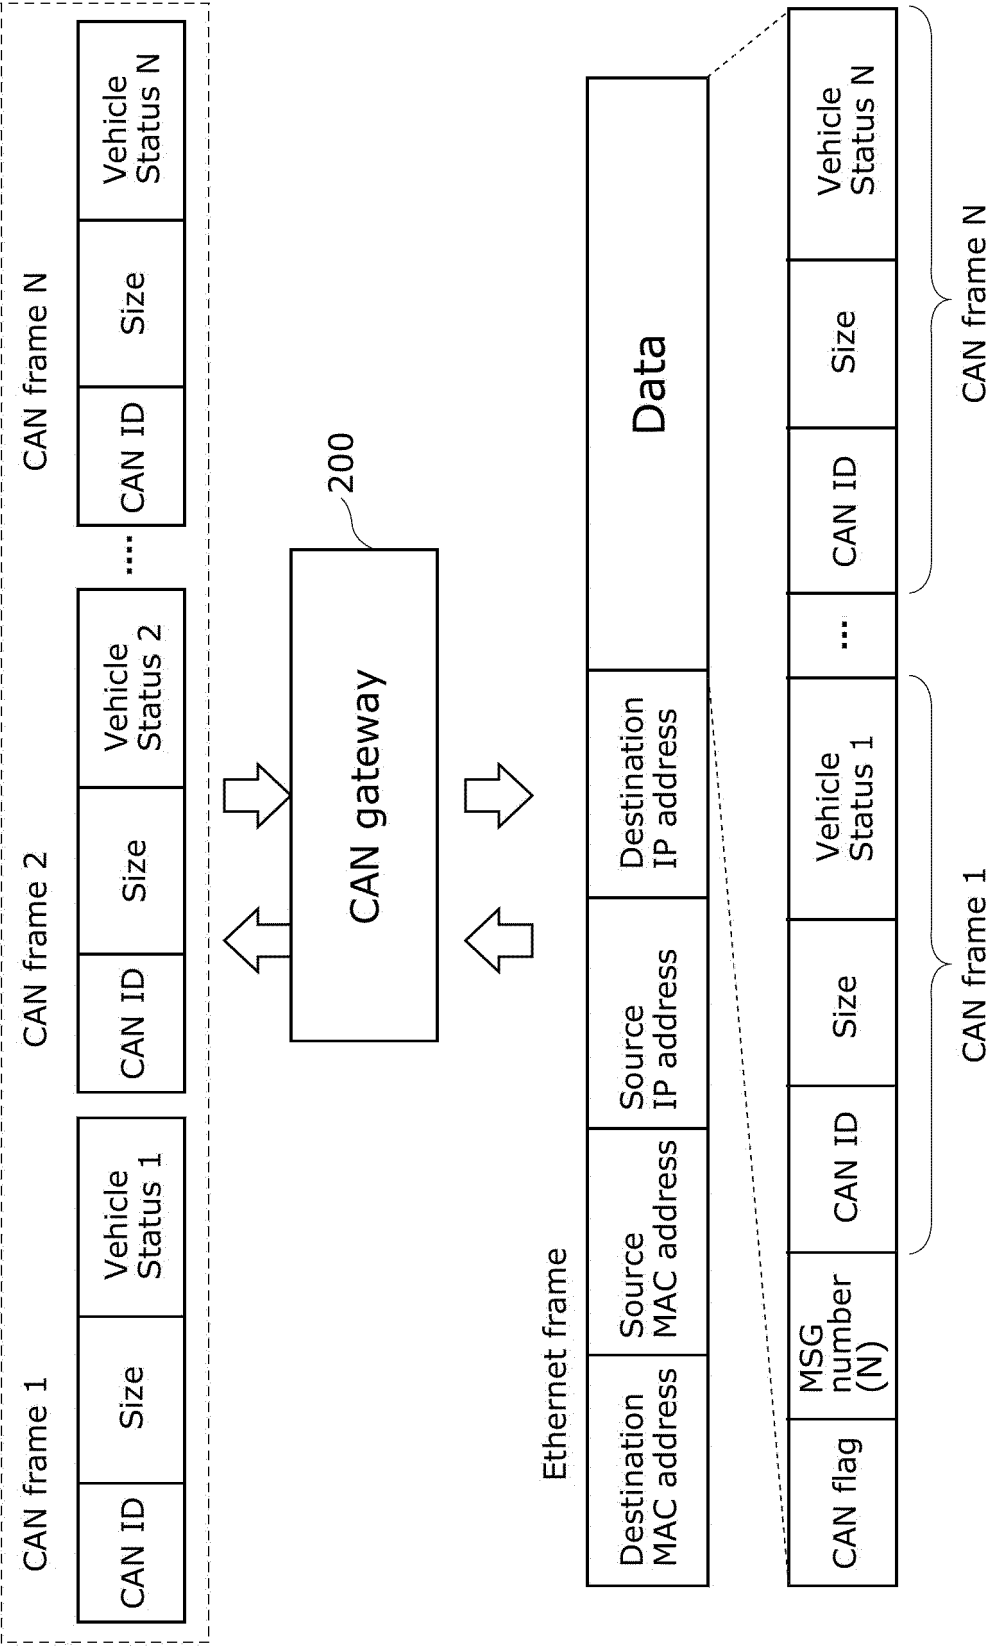 CAN frame 1
CAN ID
Size
Vehicle
Status 1
CAN frame 2
CAN ID
Size
Vehicle
Status 2
....
CAN frame N
CAN ID
Size
Vehicle
Status N
CAN gateway
200
Ethernet frame
Destination
MAC address
Source
MAC address
Source
IP address
Destination
IP address
Data
CAN flag
MSG
number
(N)
CAN ID
Size
Vehicle
Status 1
...
CAN ID
Size
Vehicle
Status N
CAN frame 1
CAN frame N